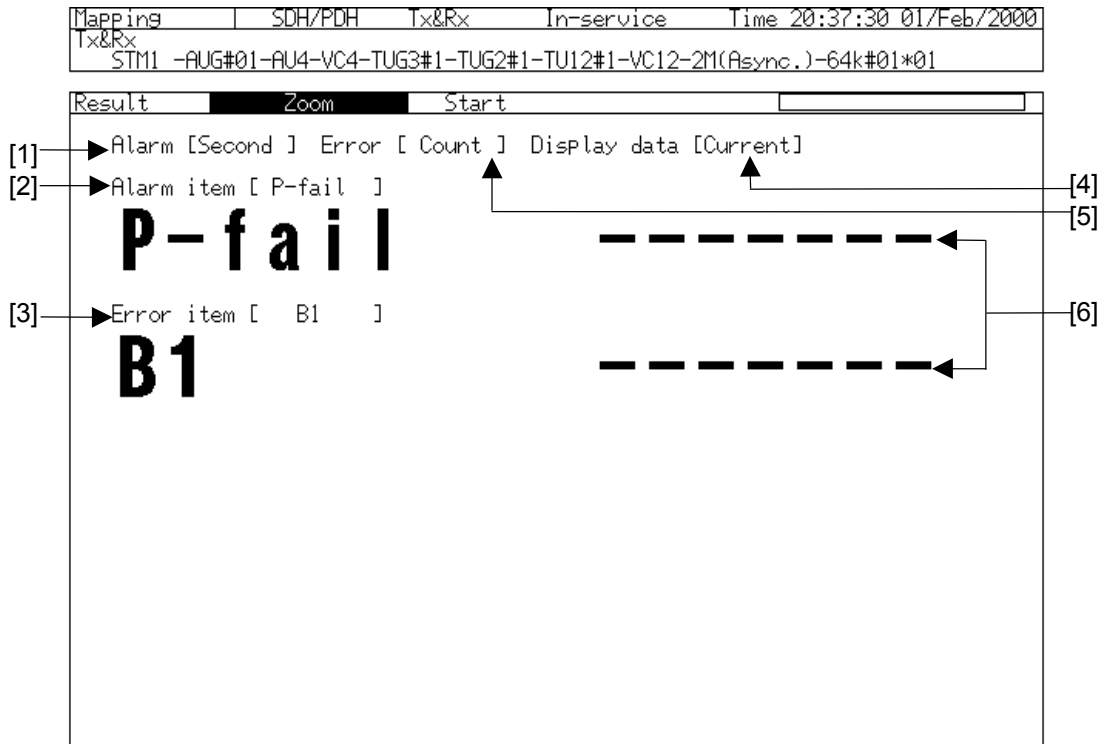 Mapping SDH/PDH Tx&Rx In-service Time 20:37:30 01/Feb/2000
Tx&Rx
STM1 -AUG#01-AU4-VC4-TUG3#1-TUG2#1-TU12#1-VC12-2M(Async.)-64k#01*01
Result Zoom Start
[1] Alarm [Second ] Error [ Count ] Display data [Current]
[2] Alarm item [ P-fail ] [4]
[5]
P-fail -------
[3] Error item [ B1 ] [6]
B1 -------